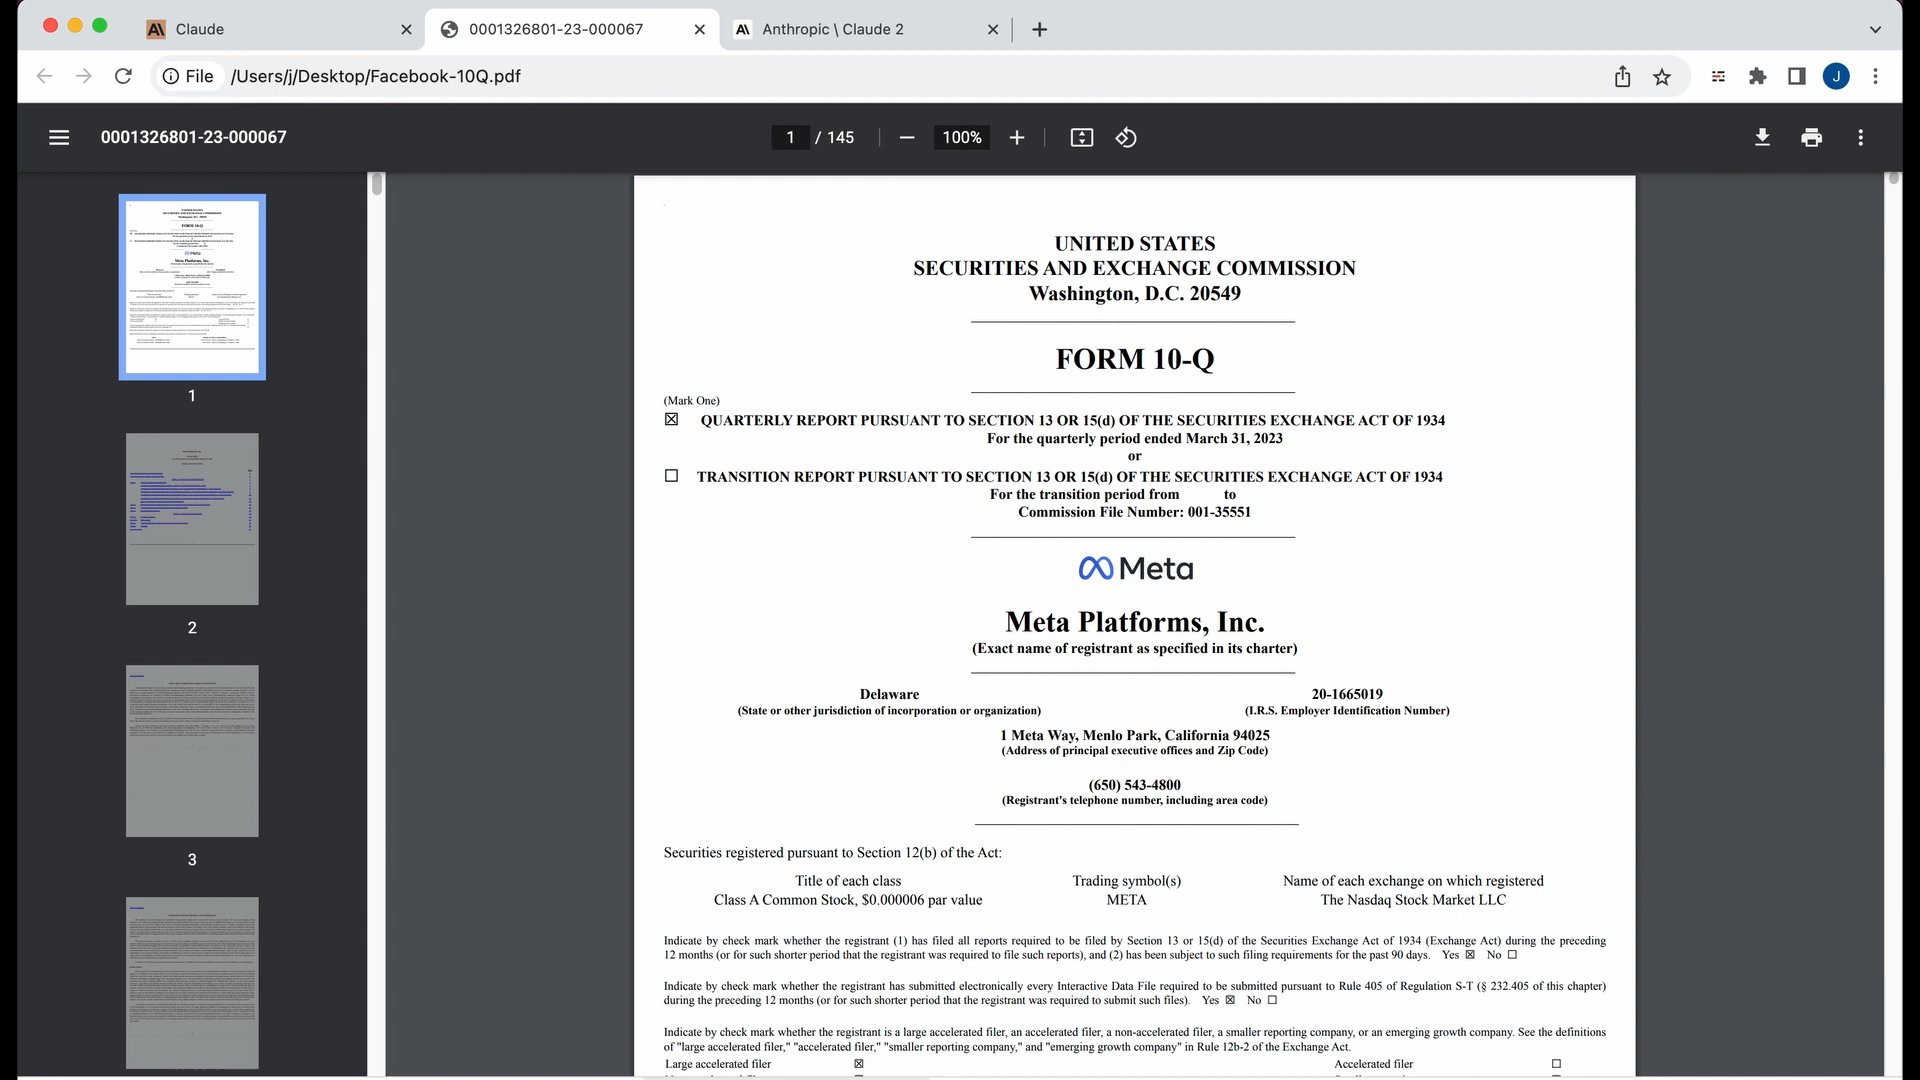 Claude
0001326801-23-000067
Anthropic \ Claude 2
File
/Users/j/Desktop/Facebook-10Q.pdf
J
0001326801-23-000067
1 / 145
100%
1
2
3
UNITED STATES
SECURITIES AND EXCHANGE COMMISSION
Washington, D.C. 20549
FORM 10-Q
(Mark One)
☒ QUARTERLY REPORT PURSUANT TO SECTION 13 OR 15(d) OF THE SECURITIES EXCHANGE ACT OF 1934
For the quarterly period ended March 31, 2023
or
☐ TRANSITION REPORT PURSUANT TO SECTION 13 OR 15(d) OF THE SECURITIES EXCHANGE ACT OF 1934
For the transition period from to
Commission File Number: 001-35551
Meta
Meta Platforms, Inc.
(Exact name of registrant as specified in its charter)
Delaware 20-1665019
(State or other jurisdiction of incorporation or organization) (I.R.S. Employer Identification Number)
1 Meta Way, Menlo Park, California 94025
(Address of principal executive offices and Zip Code)
(650) 543-4800
(Registrant's telephone number, including area code)
Securities registered pursuant to Section 12(b) of the Act:
Title of each class Trading symbol(s) Name of each exchange on which registered
Class A Common Stock, $0.000006 par value META The Nasdaq Stock Market LLC
Indicate by check mark whether the registrant (1) has filed all reports required to be filed by Section 13 or 15(d) of the Securities Exchange Act of 1934 (Exchange Act) during the preceding
12 months (or for such shorter period that the registrant was required to file such reports), and (2) has been subject to such filing requirements for the past 90 days. Yes ☒ No ☐
Indicate by check mark whether the registrant has submitted electronically every Interactive Data File required to be submitted pursuant to Rule 405 of Regulation S-T (§ 232.405 of this chapter)
during the preceding 12 months (or for such shorter period that the registrant was required to submit such files). Yes ☒ No ☐
Indicate by check mark whether the registrant is a large accelerated filer, an accelerated filer, a non-accelerated filer, a smaller reporting company, or an emerging growth company. See the definitions
of "large accelerated filer," "accelerated filer," "smaller reporting company," and "emerging growth company" in Rule 12b-2 of the Exchange Act.
Large accelerated filer ☒ Accelerated filer ☐